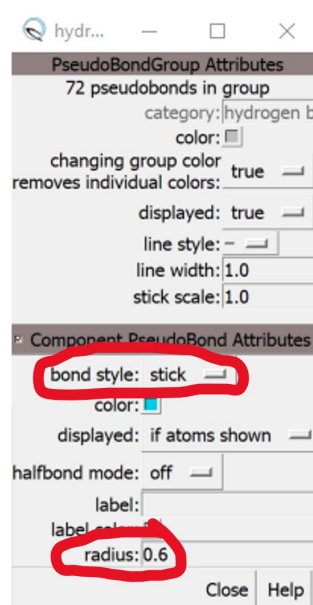 hydr...
PseudoBondGroup Attributes
72 pseudobonds in group
category: hydrogen b
color:
changing group color
removes individual colors: true
displayed: true
line style: -
line width: 1.0
stick scale: 1.0
Component PseudoBond Attributes
bond style: stick
color:
displayed: if atoms shown
halfbond mode: off
label:
label color:
radius: 0.6
Close Help